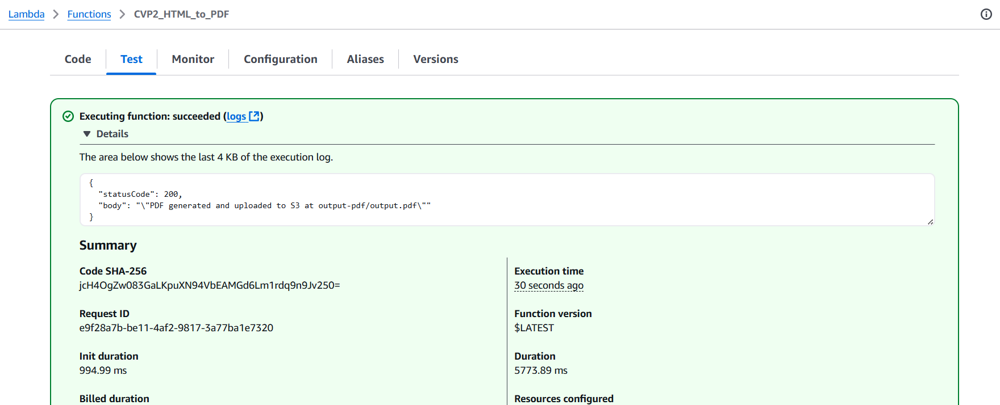 Lambda > Functions > CVP2_HTML_to_PDF
Code Test Monitor Configuration Aliases Versions
Executing function: succeeded (logs)
Details
The area below shows the last 4 KB of the execution log.
{
"statusCode": 200,
"body": "\"PDF generated and uploaded to S3 at output-pdf/output.pdf\""
}
Summary
Code SHA-256
jcH4OgZw083GaLKpuXN94VbEAMGd6Lm1rdq9n9Jv250=
Execution time
30 seconds ago
Request ID
e9f28a7b-be11-4af2-9817-3a77ba1e7320
Function version
$LATEST
Init duration
994.99 ms
Duration
5773.89 ms
Billed duration
Resources configured